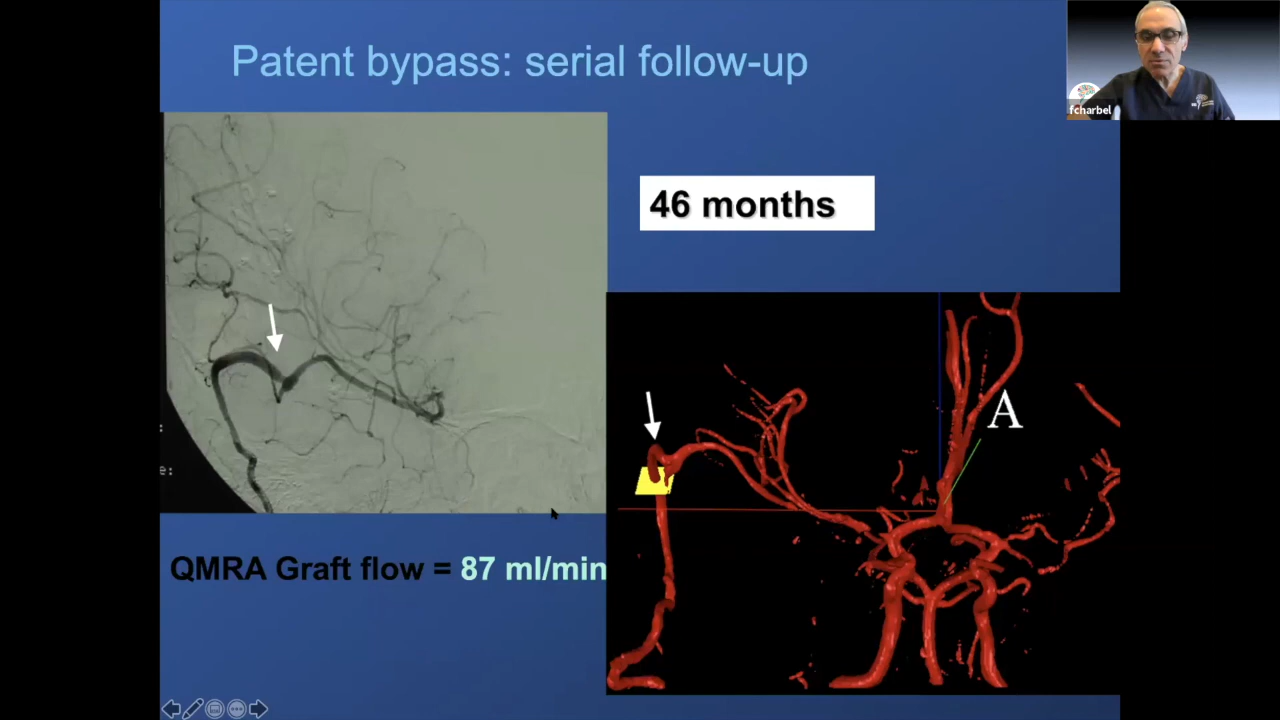 Patent bypass: serial follow-up
fcharbel
46 months
A
e:
QMRA Graft flow = 87 ml/min